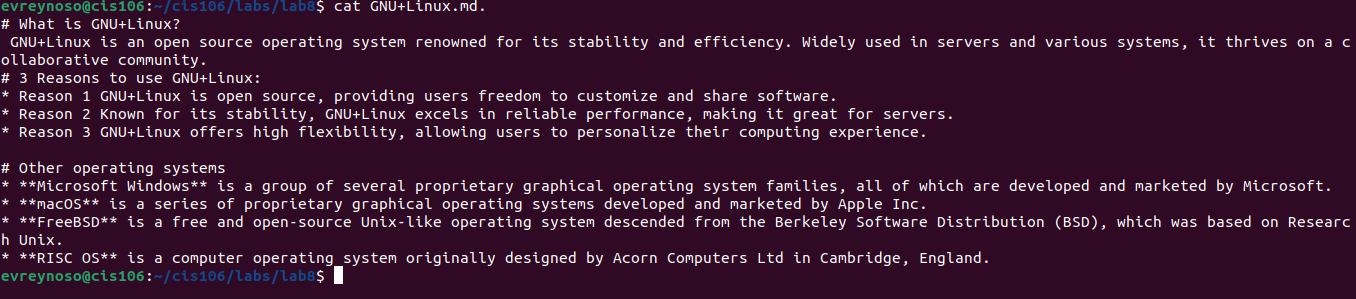 evreynoso@cis106:~/cis106/labs/lab8$ cat GNU+Linux.md.
# What is GNU+Linux?
 GNU+Linux is an open source operating system renowned for its stability and efficiency. Widely used in servers and various systems, it thrives on a c
ollaborative community.
# 3 Reasons to use GNU+Linux:
* Reason 1 GNU+Linux is open source, providing users freedom to customize and share software.
* Reason 2 Known for its stability, GNU+Linux excels in reliable performance, making it great for servers.
* Reason 3 GNU+Linux offers high flexibility, allowing users to personalize their computing experience.

# Other operating systems
* **Microsoft Windows** is a group of several proprietary graphical operating system families, all of which are developed and marketed by Microsoft.
* **macOS** is a series of proprietary graphical operating systems developed and marketed by Apple Inc.
* **FreeBSD** is a free and open-source Unix-like operating system descended from the Berkeley Software Distribution (BSD), which was based on Researc
h Unix.
* **RISC OS** is a computer operating system originally designed by Acorn Computers Ltd in Cambridge, England.
evreynoso@cis106:~/cis106/labs/lab8$